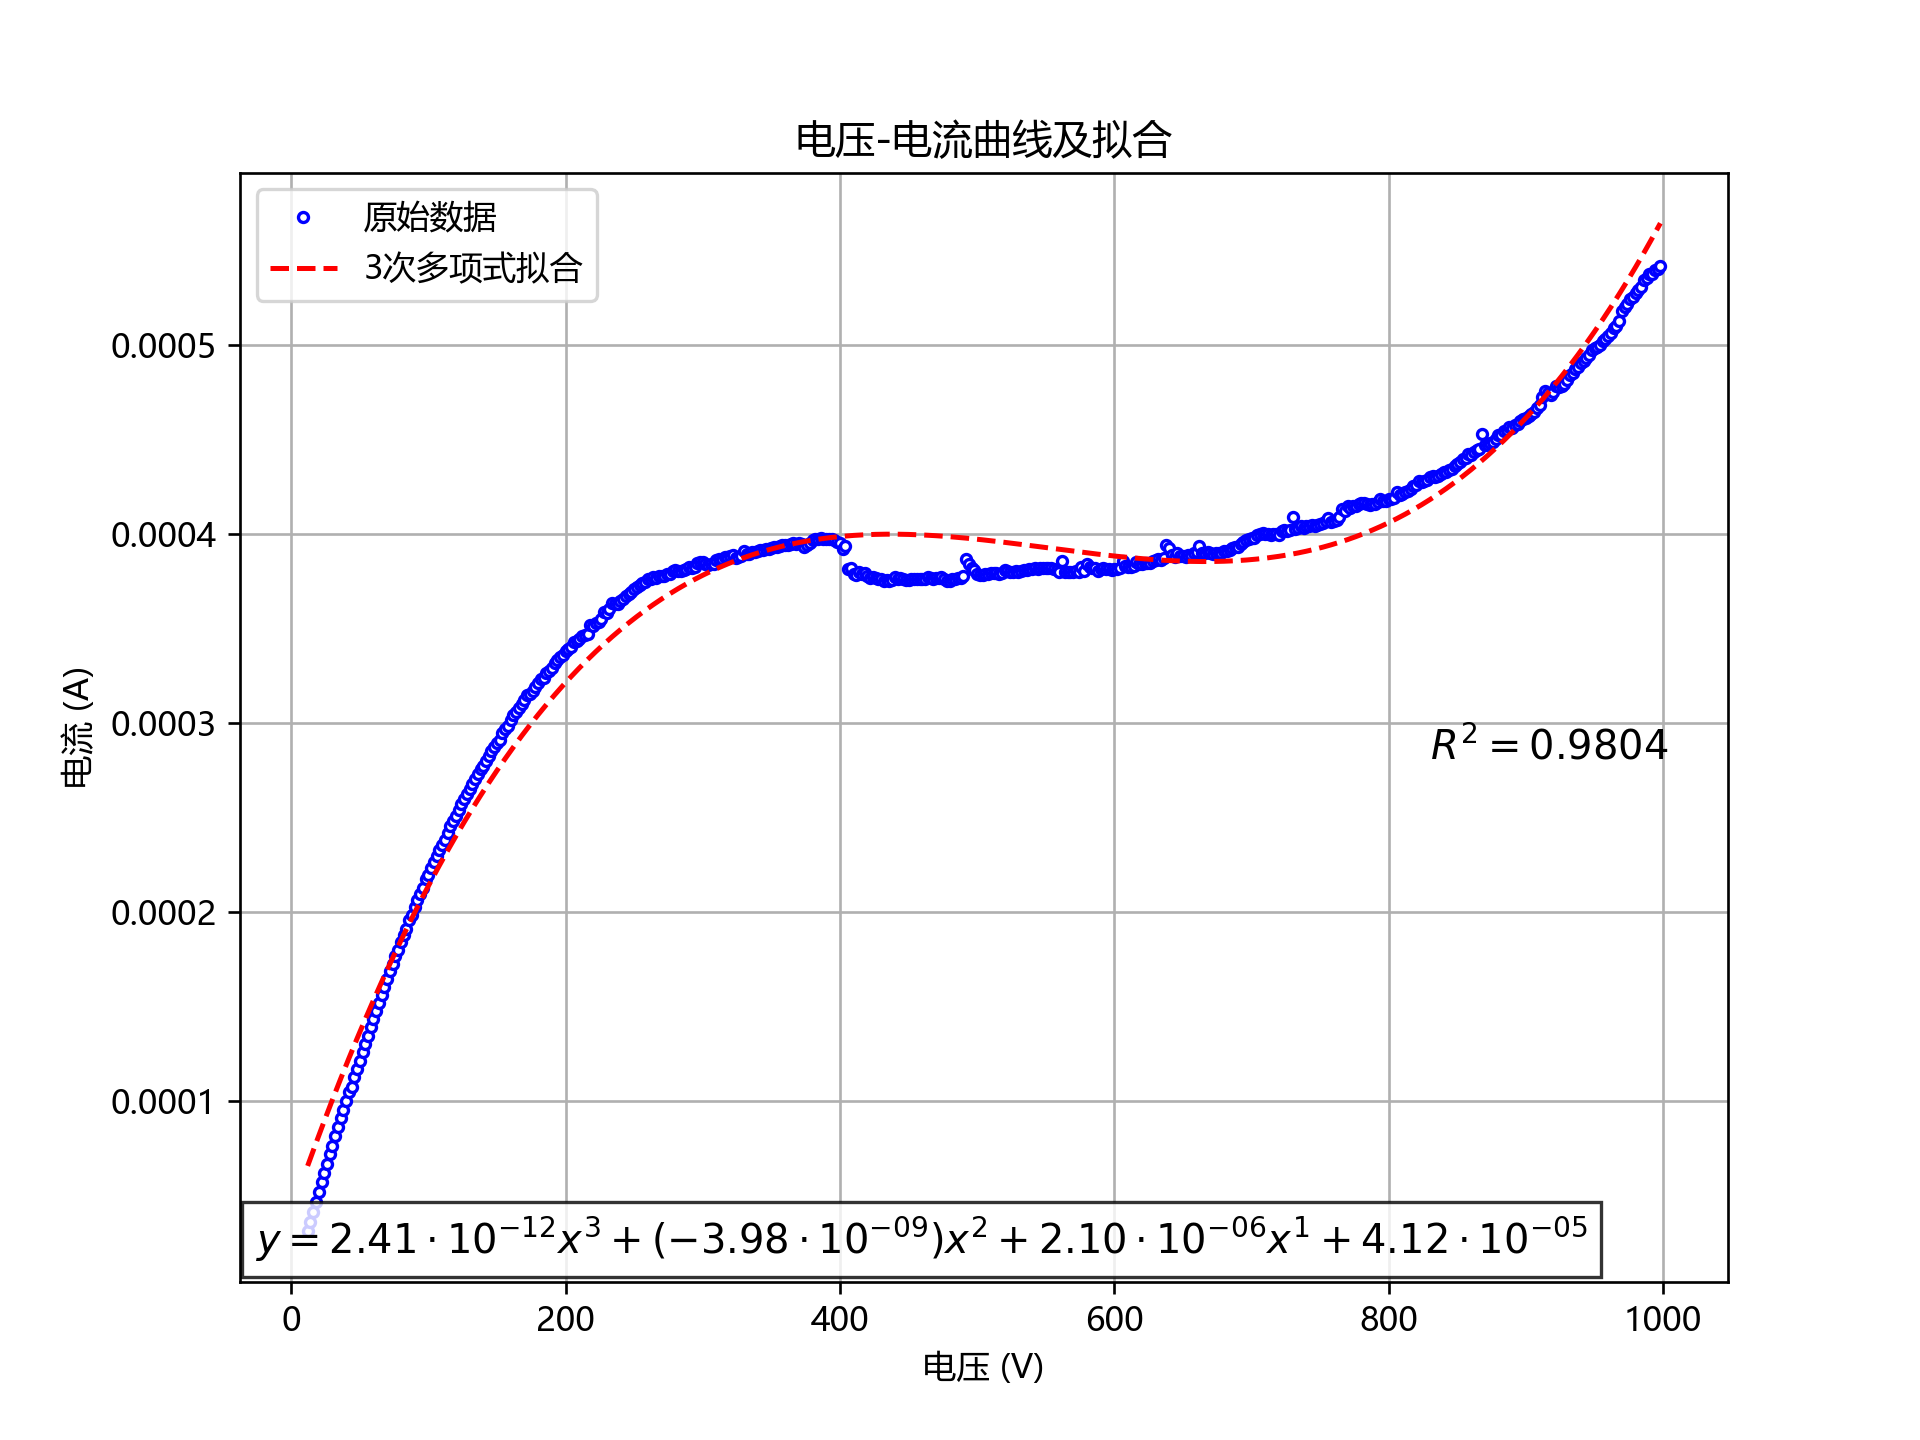 电压-电流曲线及拟合
原始数据
3次多项式拟合
0.0005
0.0004
0.0003
0.0002
0.0001
电流 (A)
R² = 0.9804
y = 2.41 · 10⁻¹²x³ + (−3.98 · 10⁻⁰⁹)x² + 2.10 · 10⁻⁰⁶x¹ + 4.12 · 10⁻⁰⁵
0 200 400 600 800 1000
电压 (V)